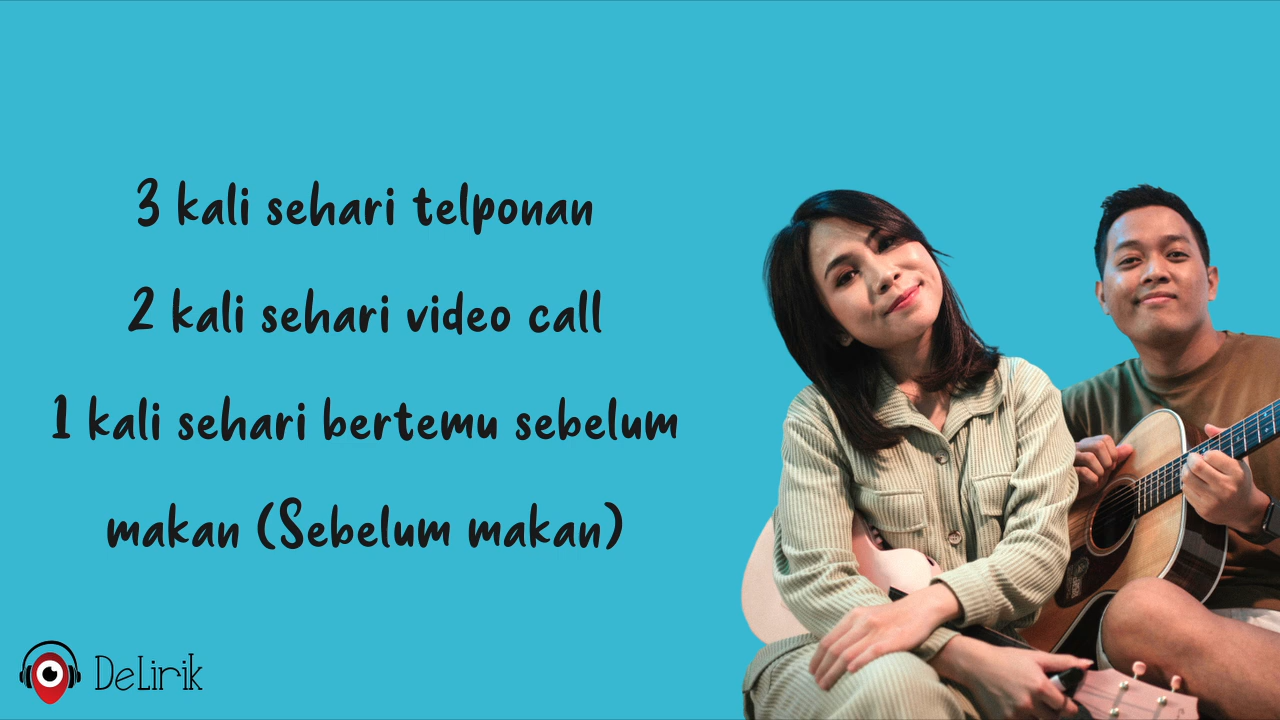 3 kali sehari telponan
2 kali sehari video call
1 kali sehari bertemu sebelum
makan (Sebelum makan)
DeLirik